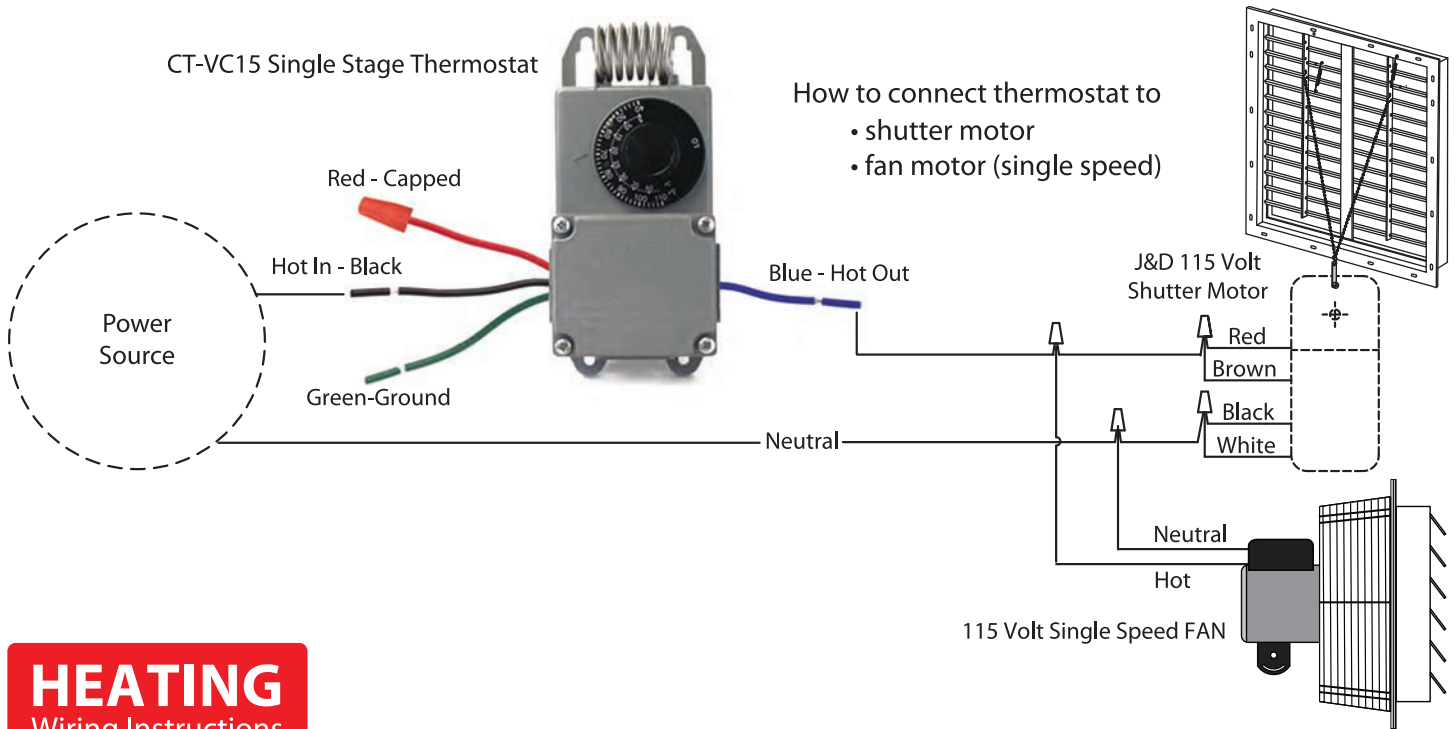 CT-VC15 Single Stage Thermostat
How to connect thermostat to
• shutter motor
• fan motor (single speed)
Red - Capped
Hot In - Black
Blue - Hot Out
J&D 115 Volt
Shutter Motor
Power
Source
Red
Brown
Green-Ground
Black
Neutral
White
Neutral
Hot
115 Volt Single Speed FAN
HEATING
Wiring Instructions